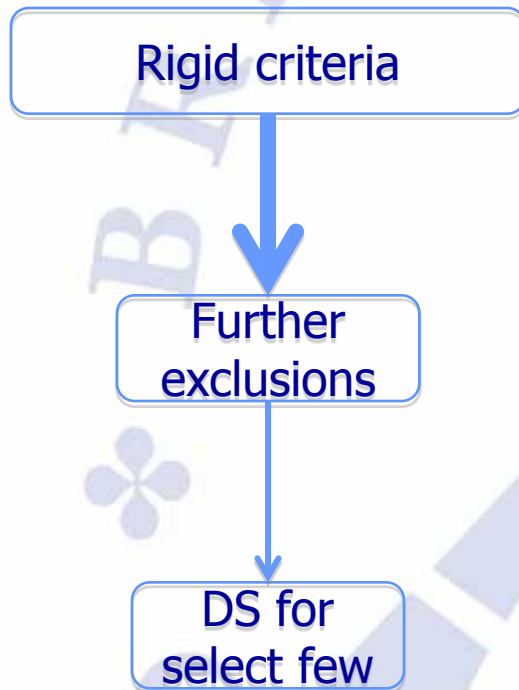 Rigid criteria
Further
exclusions
DS for
select few
B R